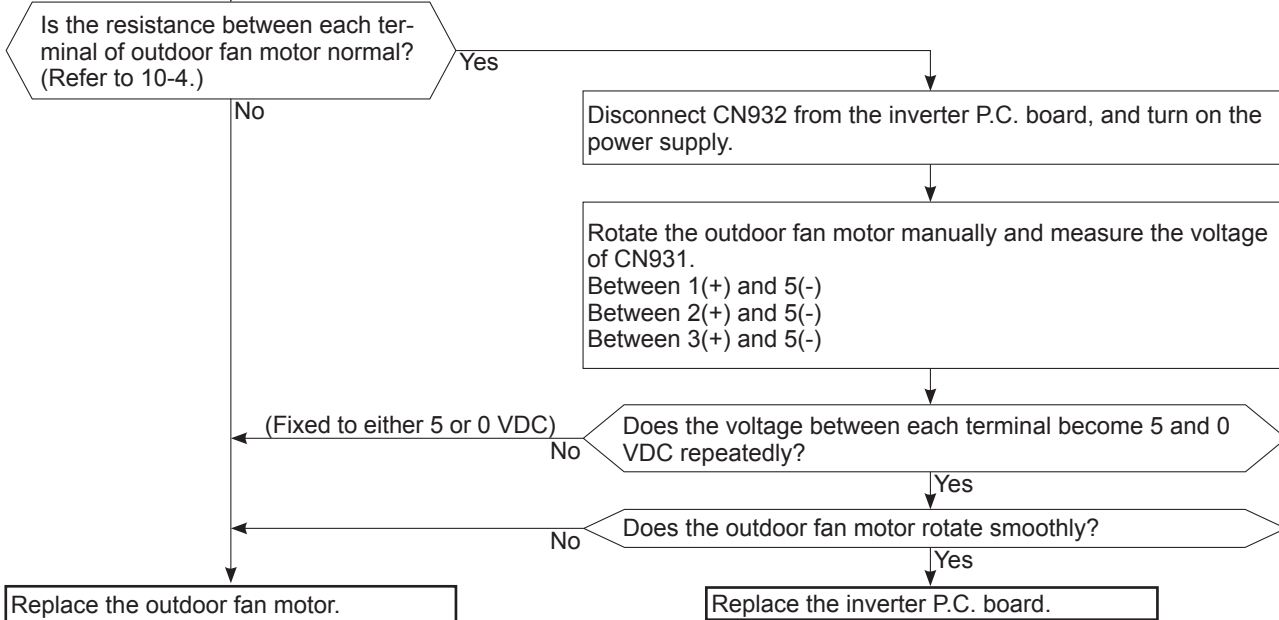 Is the resistance between each ter-
minal of outdoor fan motor normal?
(Refer to 10-4.)
Yes
No
Disconnect CN932 from the inverter P.C. board, and turn on the
power supply.
Rotate the outdoor fan motor manually and measure the voltage
of CN931.
Between 1(+) and 5(-)
Between 2(+) and 5(-)
Between 3(+) and 5(-)
(Fixed to either 5 or 0 VDC)
No
Does the voltage between each terminal become 5 and 0
VDC repeatedly?
Yes
No
Does the outdoor fan motor rotate smoothly?
Yes
Replace the outdoor fan motor.
Replace the inverter P.C. board.